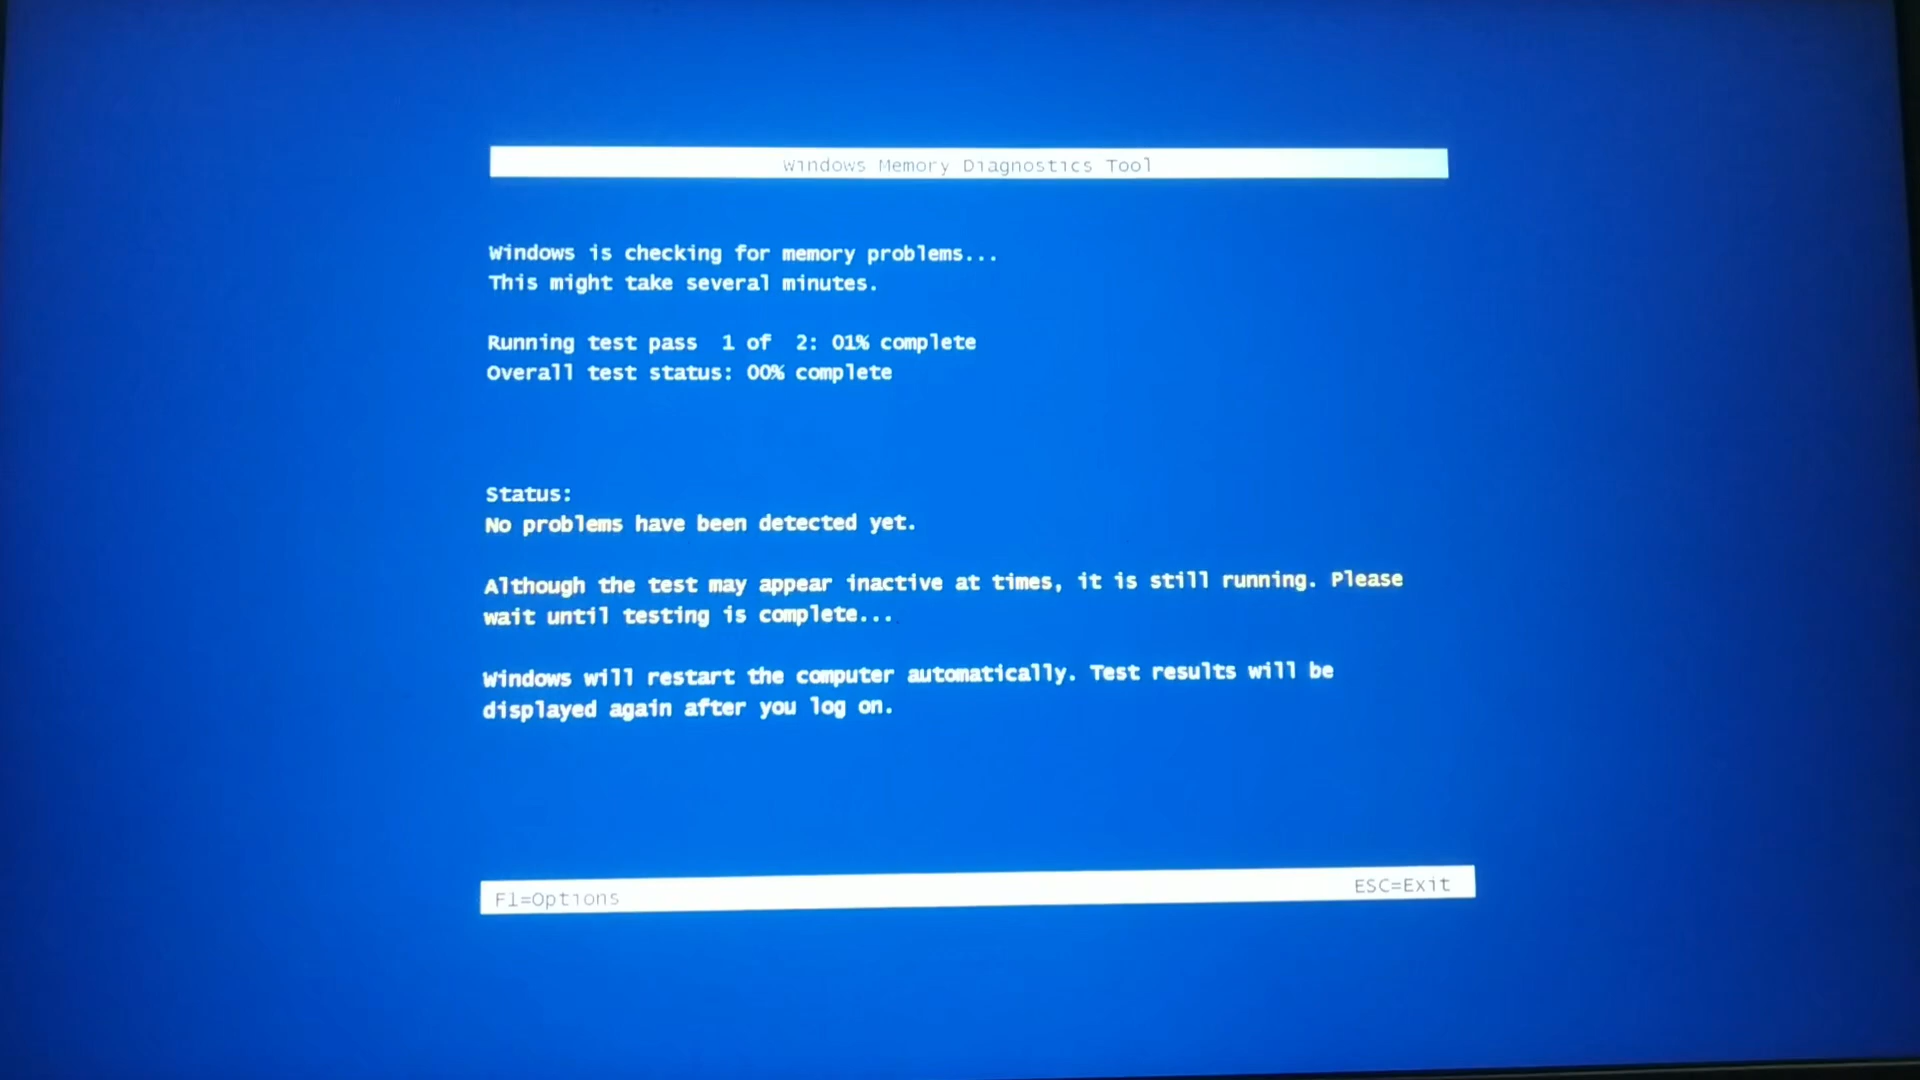 Windows Memory Diagnostics Tool
Windows is checking for memory problems...
This might take several minutes.
Running test pass  1 of  2: 01% complete
Overall test status: 00% complete
Status:
No problems have been detected yet.
Although the test may appear inactive at times, it is still running. Please
wait until testing is complete...
Windows will restart the computer automatically. Test results will be
displayed again after you log on.
F1=Options
ESC=Exit